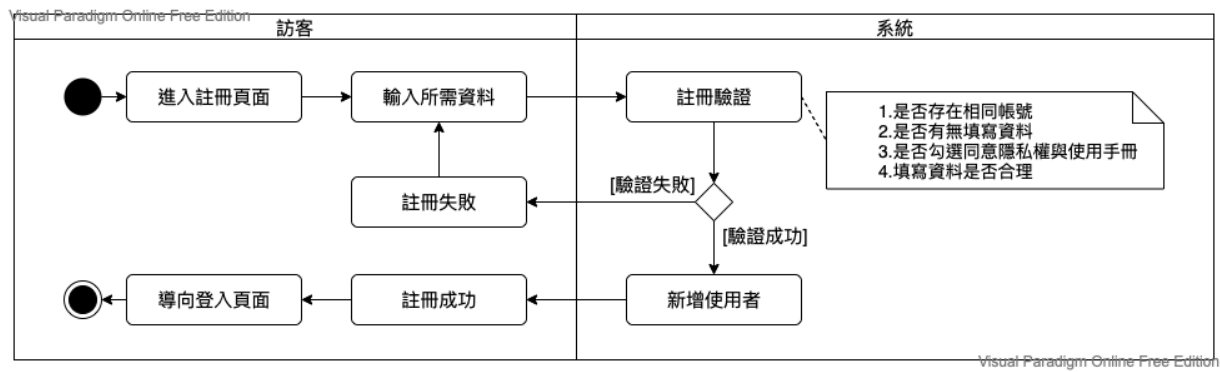 Visual Paradigm Online Free Edition
訪客
系統
進入註冊頁面
輸入所需資料
註冊驗證
1.是否存在相同帳號
2.是否有無填寫資料
3.是否勾選同意隱私權與使用手冊
4.填寫資料是否合理
註冊失敗
[驗證失敗]
[驗證成功]
導向登入頁面
註冊成功
新增使用者
Visual Paradigm Online Free Edition